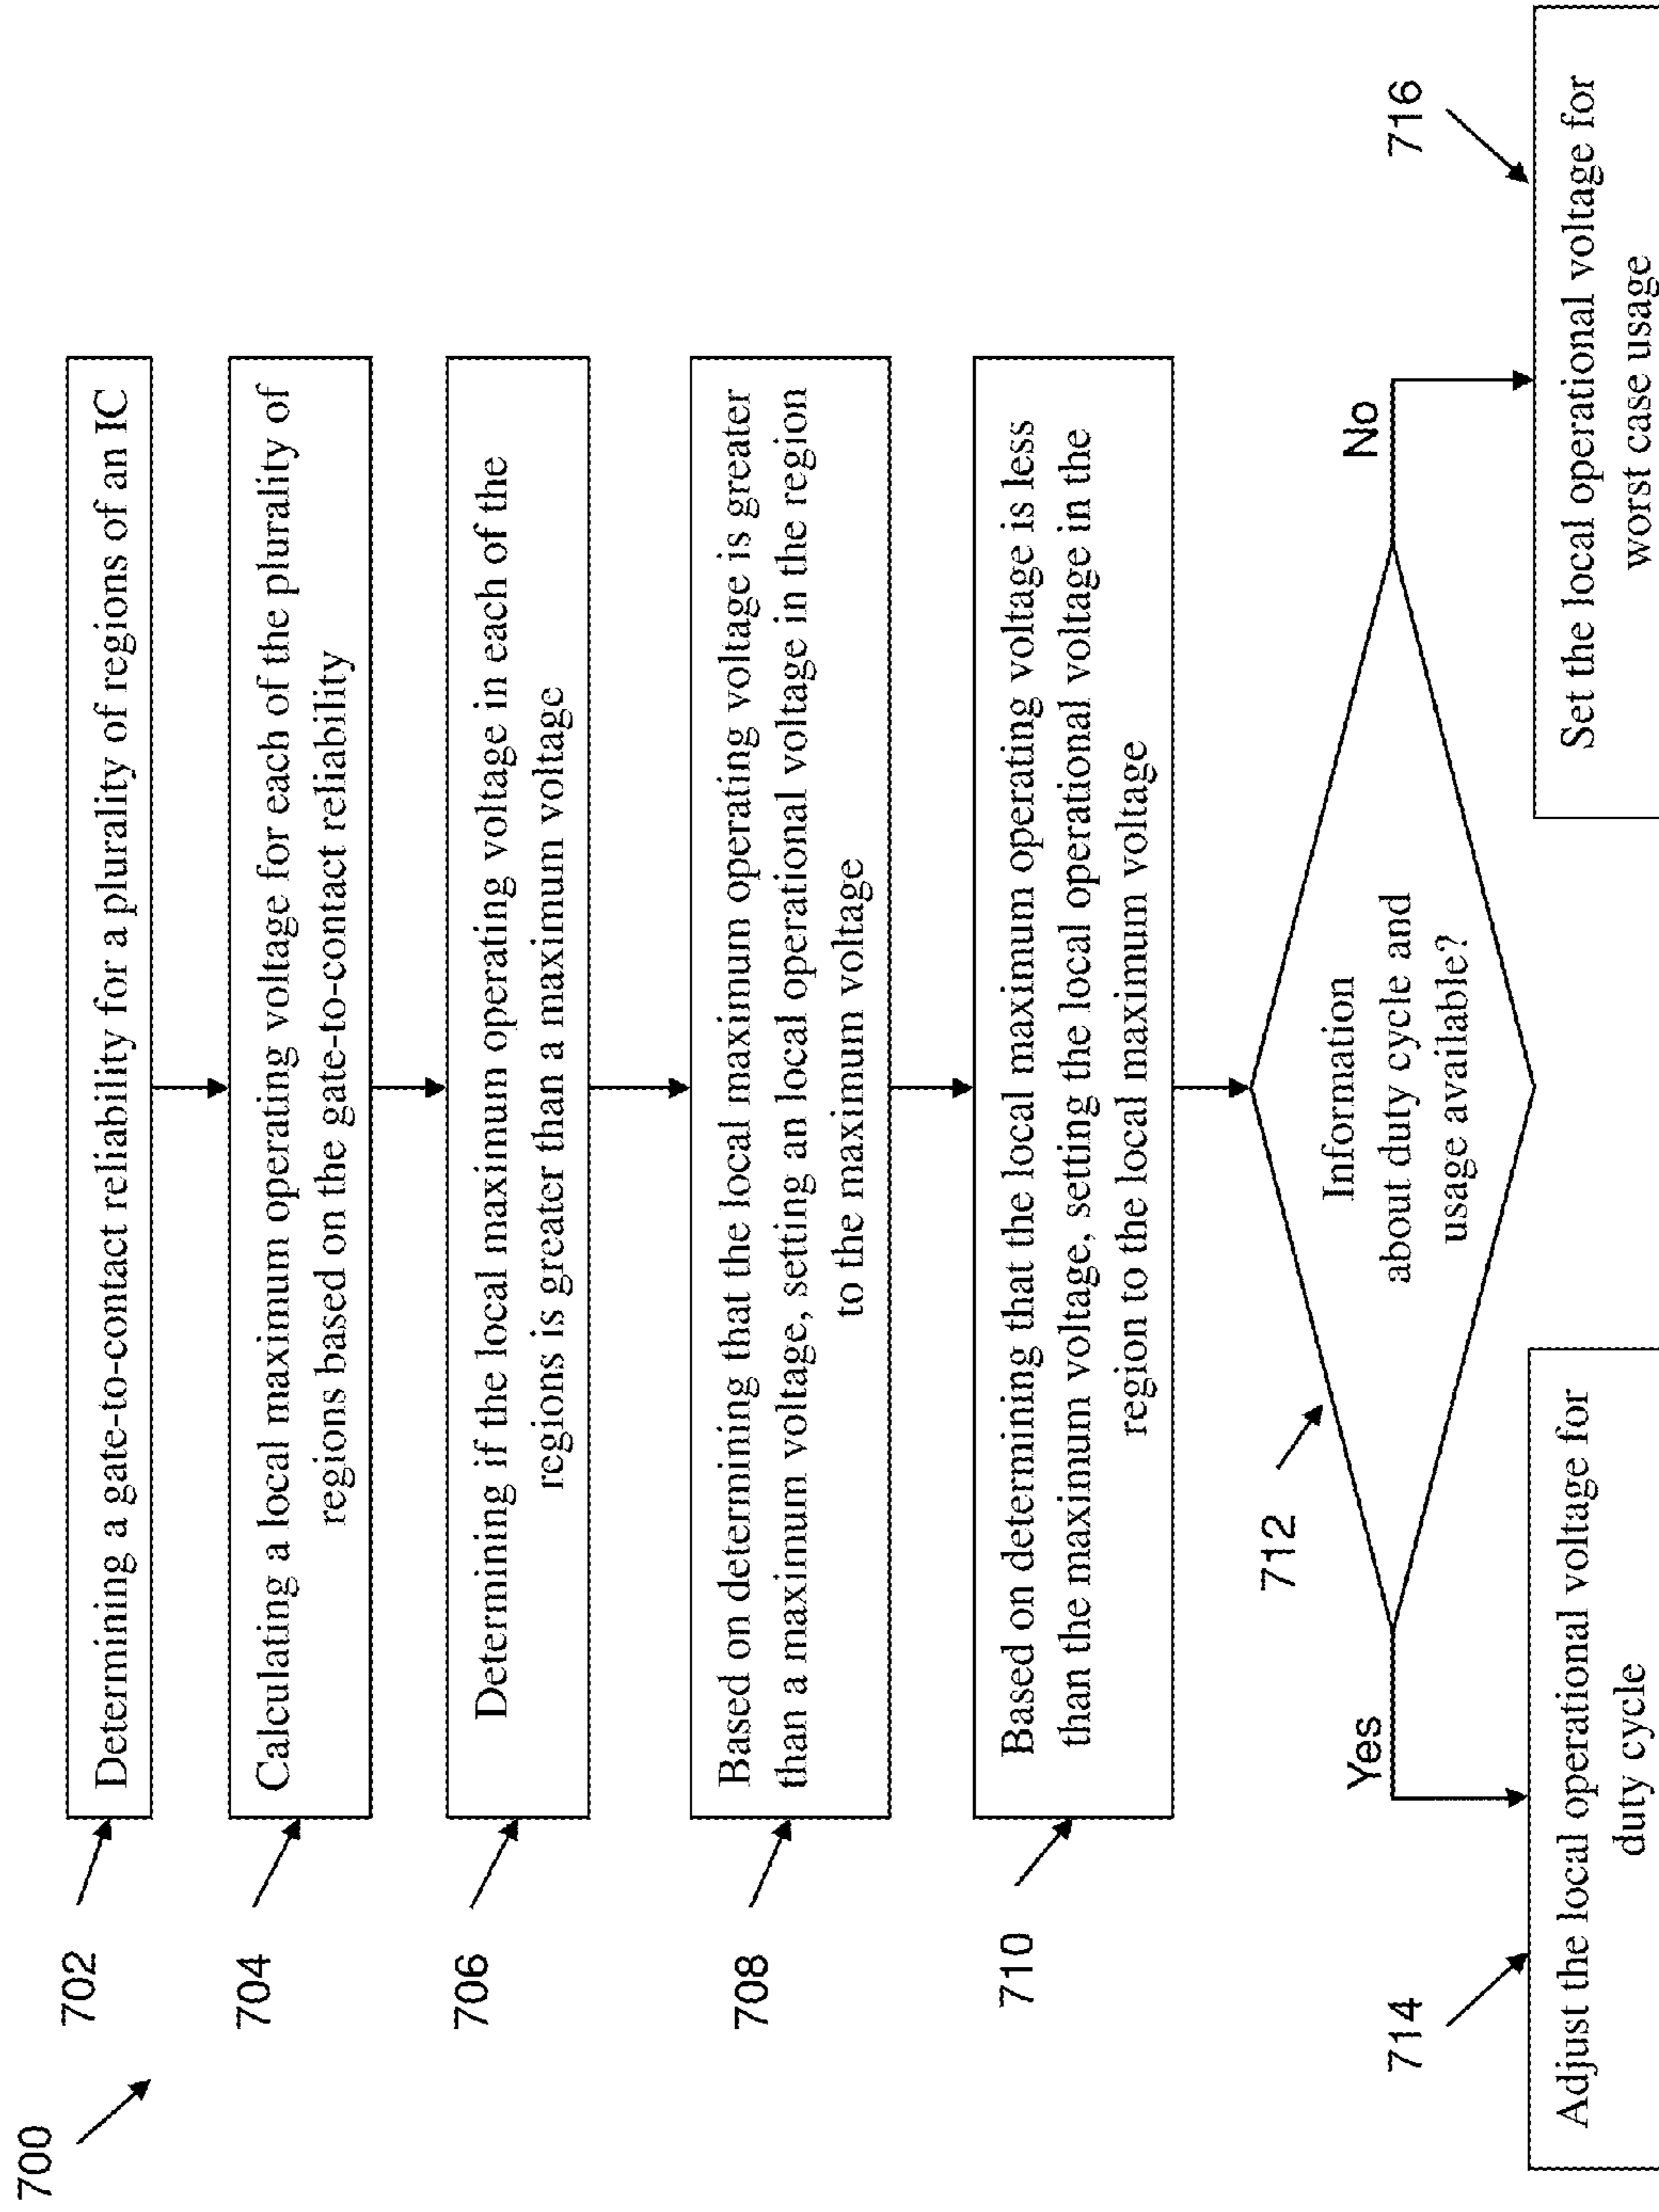 700
702
Determining a gate-to-contact reliability for a plurality of regions of an IC
704
Calculating a local maximum operating voltage for each of the plurality of
regions based on the gate-to-contact reliability
706
Determining if the local maximum operating voltage in each of the
regions is greater than a maximum voltage
708
Based on determining that the local maximum operating voltage is greater
than a maximum voltage, setting an local operational voltage in the region
to the maximum voltage
710
Based on determining that the local maximum operating voltage is less
than the maximum voltage, setting the local operational voltage in the
region to the local maximum voltage
712
Information
about duty cycle and
usage available?
Yes
No
714
Adjust the local operational voltage for
duty cycle
716
Set the local operational voltage for
worst case usage